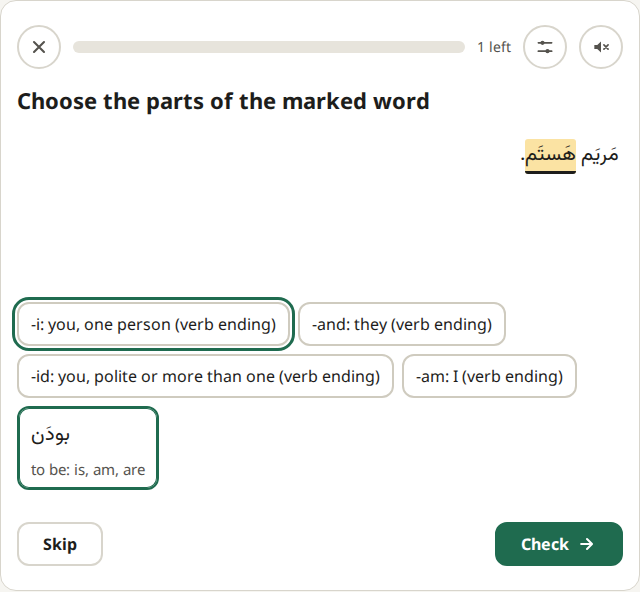 1 left
Choose the parts of the marked word
مَریَم هَستَم.
-i: you, one person (verb ending)
-and: they (verb ending)
-id: you, polite or more than one (verb ending)
-am: I (verb ending)
بودَن
to be: is, am, are
Skip
Check